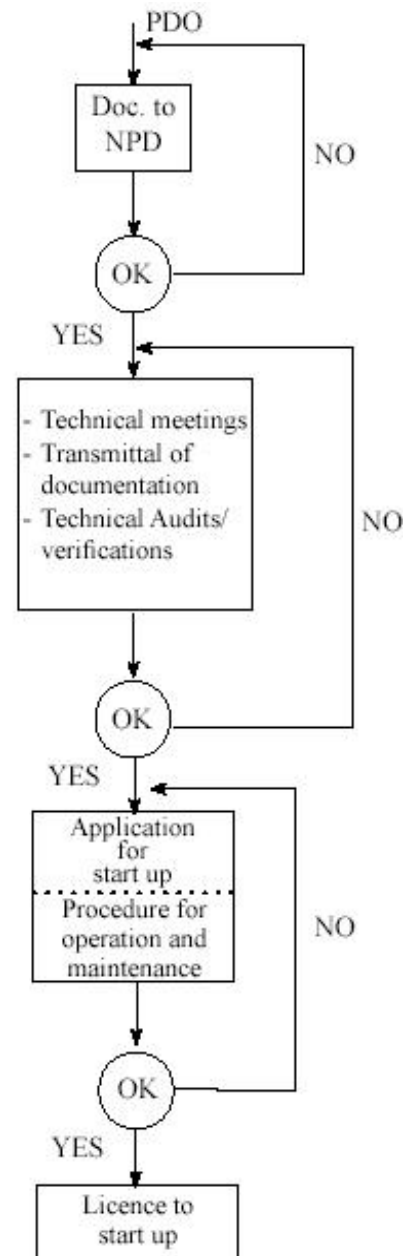 PDO
Doc. to
NPD
NO
OK
YES
- Technical meetings
- Transmittal of
documentation
- Technical Audits/
verifications
NO
OK
YES
Application
for
start up
Procedure for
operation and
maintenance
NO
OK
YES
Licence to
start up